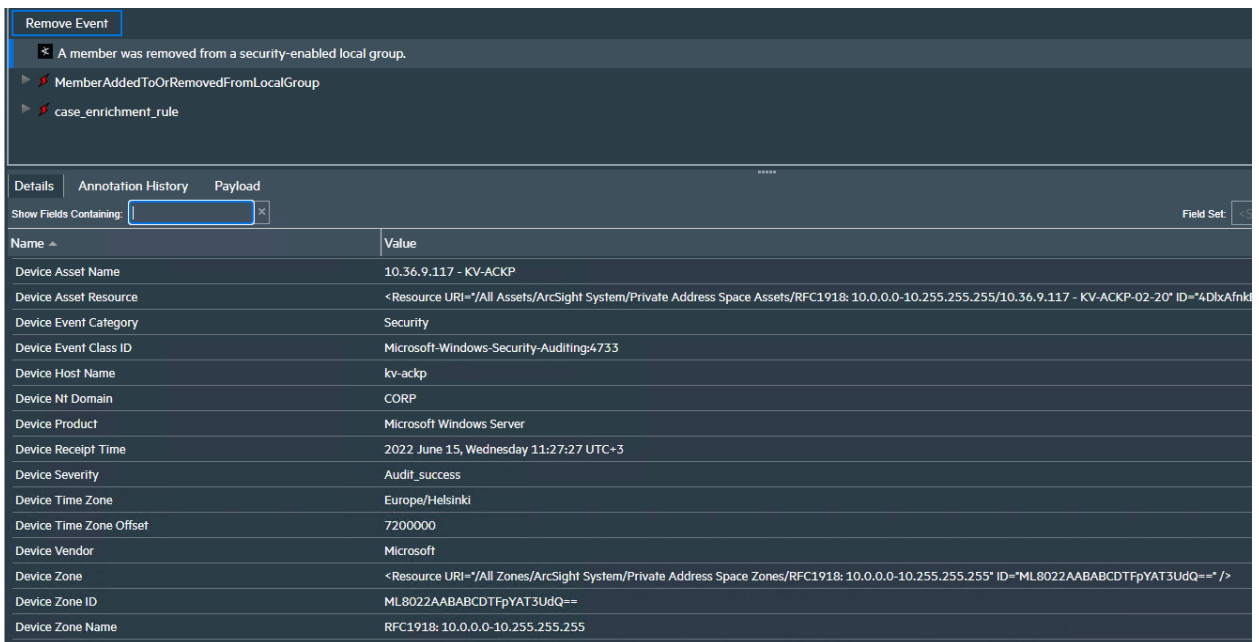 Remove Event
A member was removed from a security-enabled local group.
MemberAddedToOrRemovedFromLocalGroup
case_enrichment_rule
Details Annotation History Payload
Show Fields Containing: Field Set:
Name Value
Device Asset Name 10.36.9.117 - KV-ACKP
Device Asset Resource <Resource URI="/All Assets/ArcSight System/Private Address Space Assets/RFC1918: 10.0.0.0-10.255.255.255/10.36.9.117 - KV-ACKP-02-20" ID="4DlxAfnkE
Device Event Category Security
Device Event Class ID Microsoft-Windows-Security-Auditing:4733
Device Host Name kv-ackp
Device Nt Domain CORP
Device Product Microsoft Windows Server
Device Receipt Time 2022 June 15, Wednesday 11:27:27 UTC+3
Device Severity Audit_success
Device Time Zone Europe/Helsinki
Device Time Zone Offset 7200000
Device Vendor Microsoft
Device Zone <Resource URI="/All Zones/ArcSight System/Private Address Space Zones/RFC1918: 10.0.0.0-10.255.255.255" ID="ML8022AABABCDTFpYAT3UdQ==" />
Device Zone ID ML8022AABABCDTFpYAT3UdQ==
Device Zone Name RFC1918: 10.0.0.0-10.255.255.255